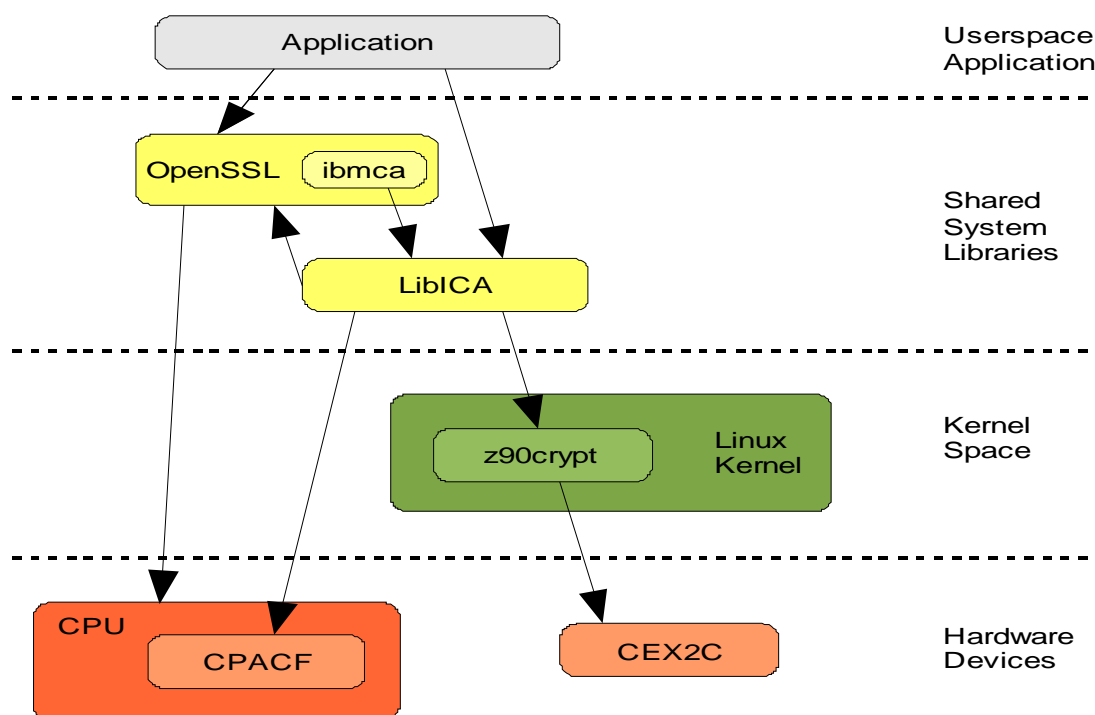 Application
Userspace
Application
OpenSSL
ibmca
Shared
System
Libraries
LibICA
Linux
Kernel
z90crypt
Kernel
Space
CPU
CPACF
CEX2C
Hardware
Devices